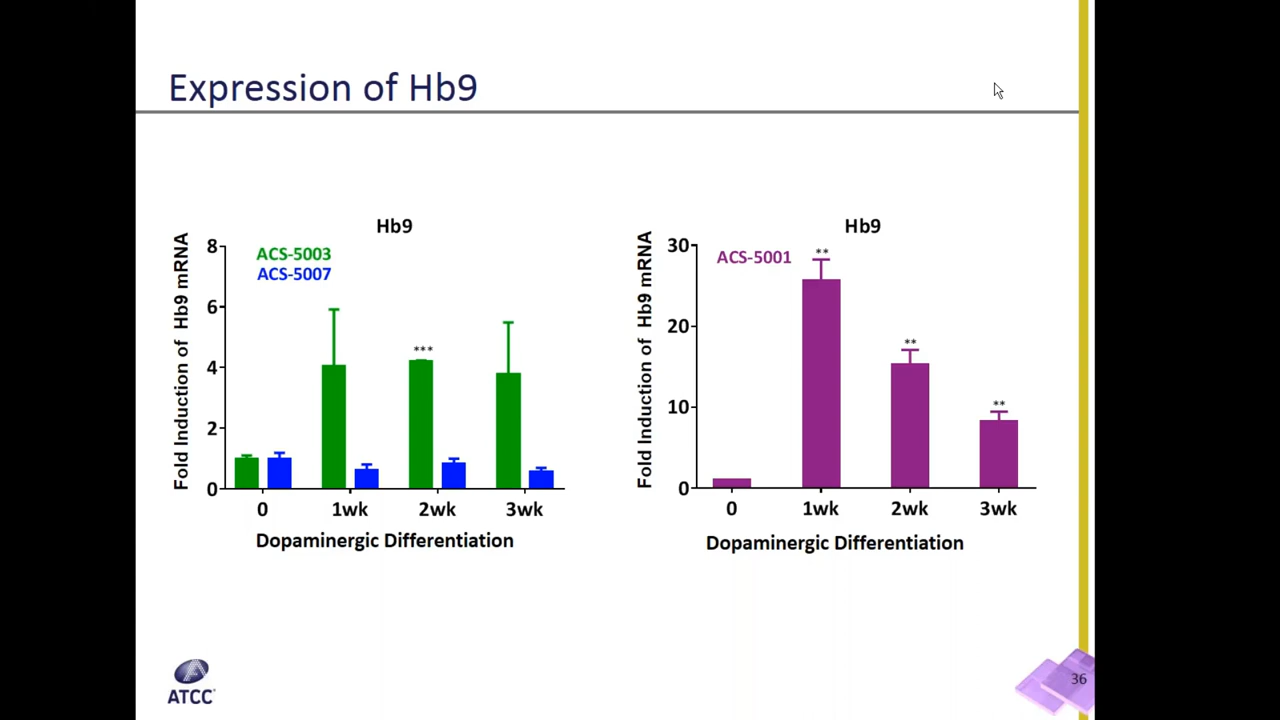 Expression of Hb9
Hb9
ACS-5003
ACS-5007
Fold Induction of Hb9 mRNA
8
6
4
2
0
***
0 1wk 2wk 3wk
Dopaminergic Differentiation
Hb9
ACS-5001
Fold Induction of Hb9 mRNA
30
20
10
0
**
**
**
0 1wk 2wk 3wk
Dopaminergic Differentiation
ATCC
36